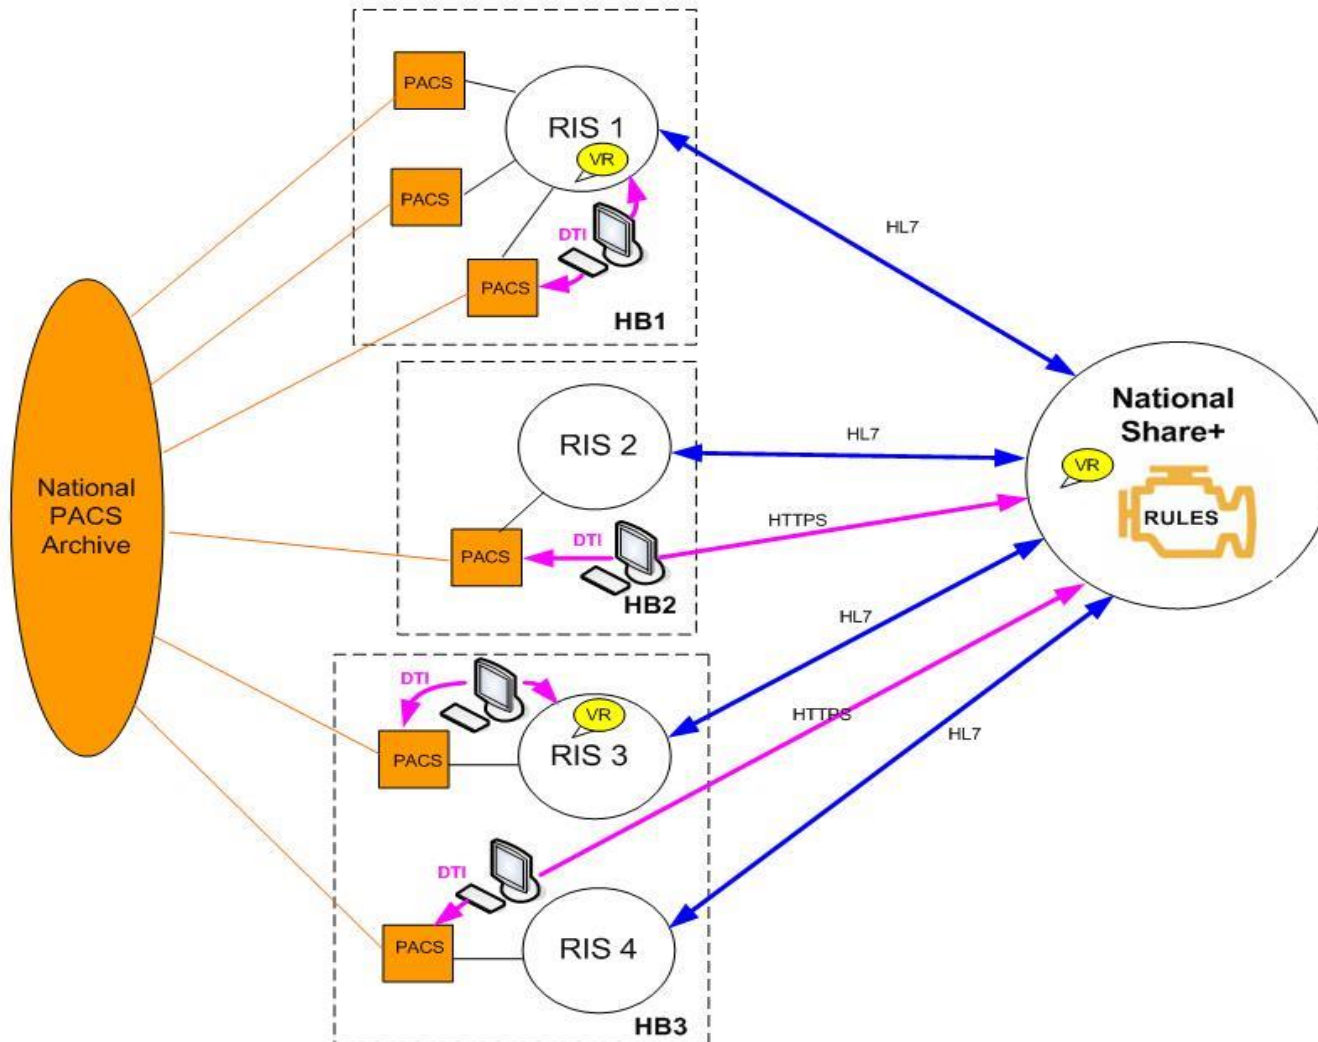 PACS
RIS 1
VR
PACS
DTI
PACS
HB1
HL7
National
PACS
Archive
RIS 2
HL7
PACS
DTI
HB2
HTTPS
National
Share+
VR
RULES
DTI
PACS
VR
RIS 3
HL7
HTTPS
HL7
DTI
PACS
RIS 4
HB3